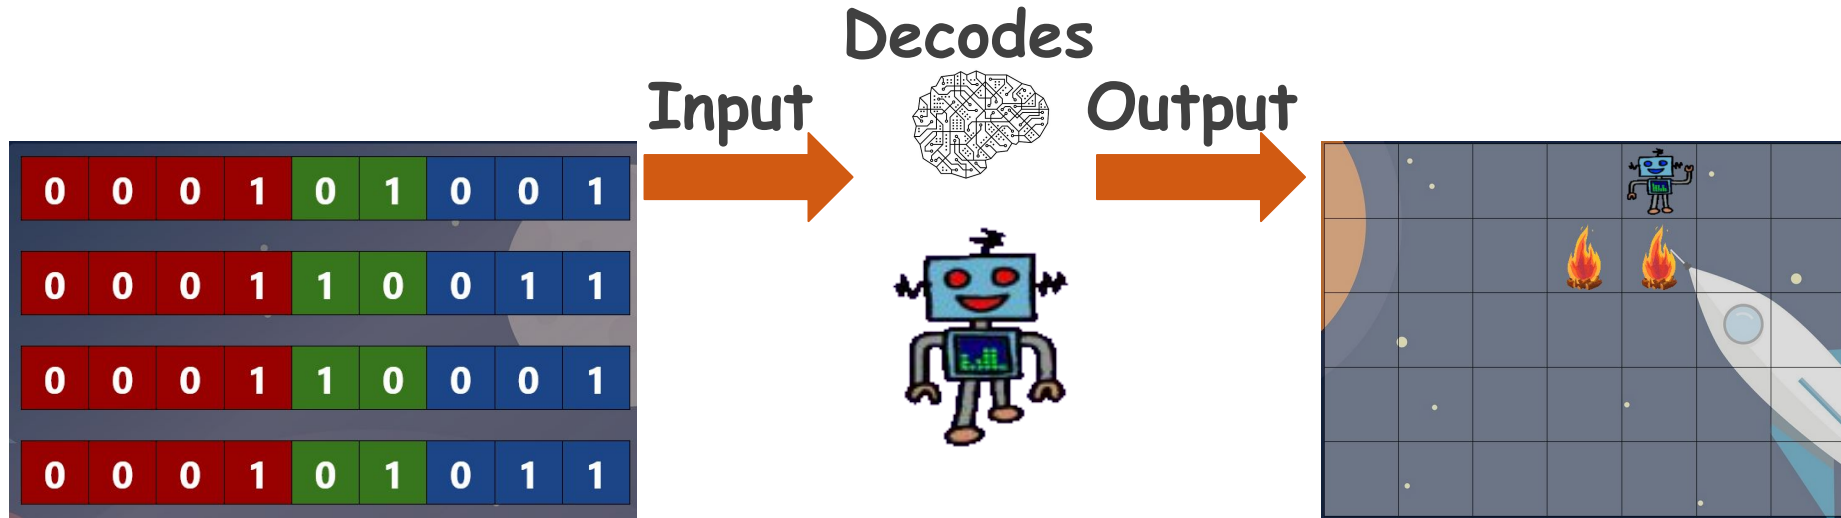 Decodes
Input
Output
0 0 0 1 0 1 0 0 1
0 0 0 1 1 0 0 1 1
0 0 0 1 1 0 0 0 1
0 0 0 1 0 1 0 1 1